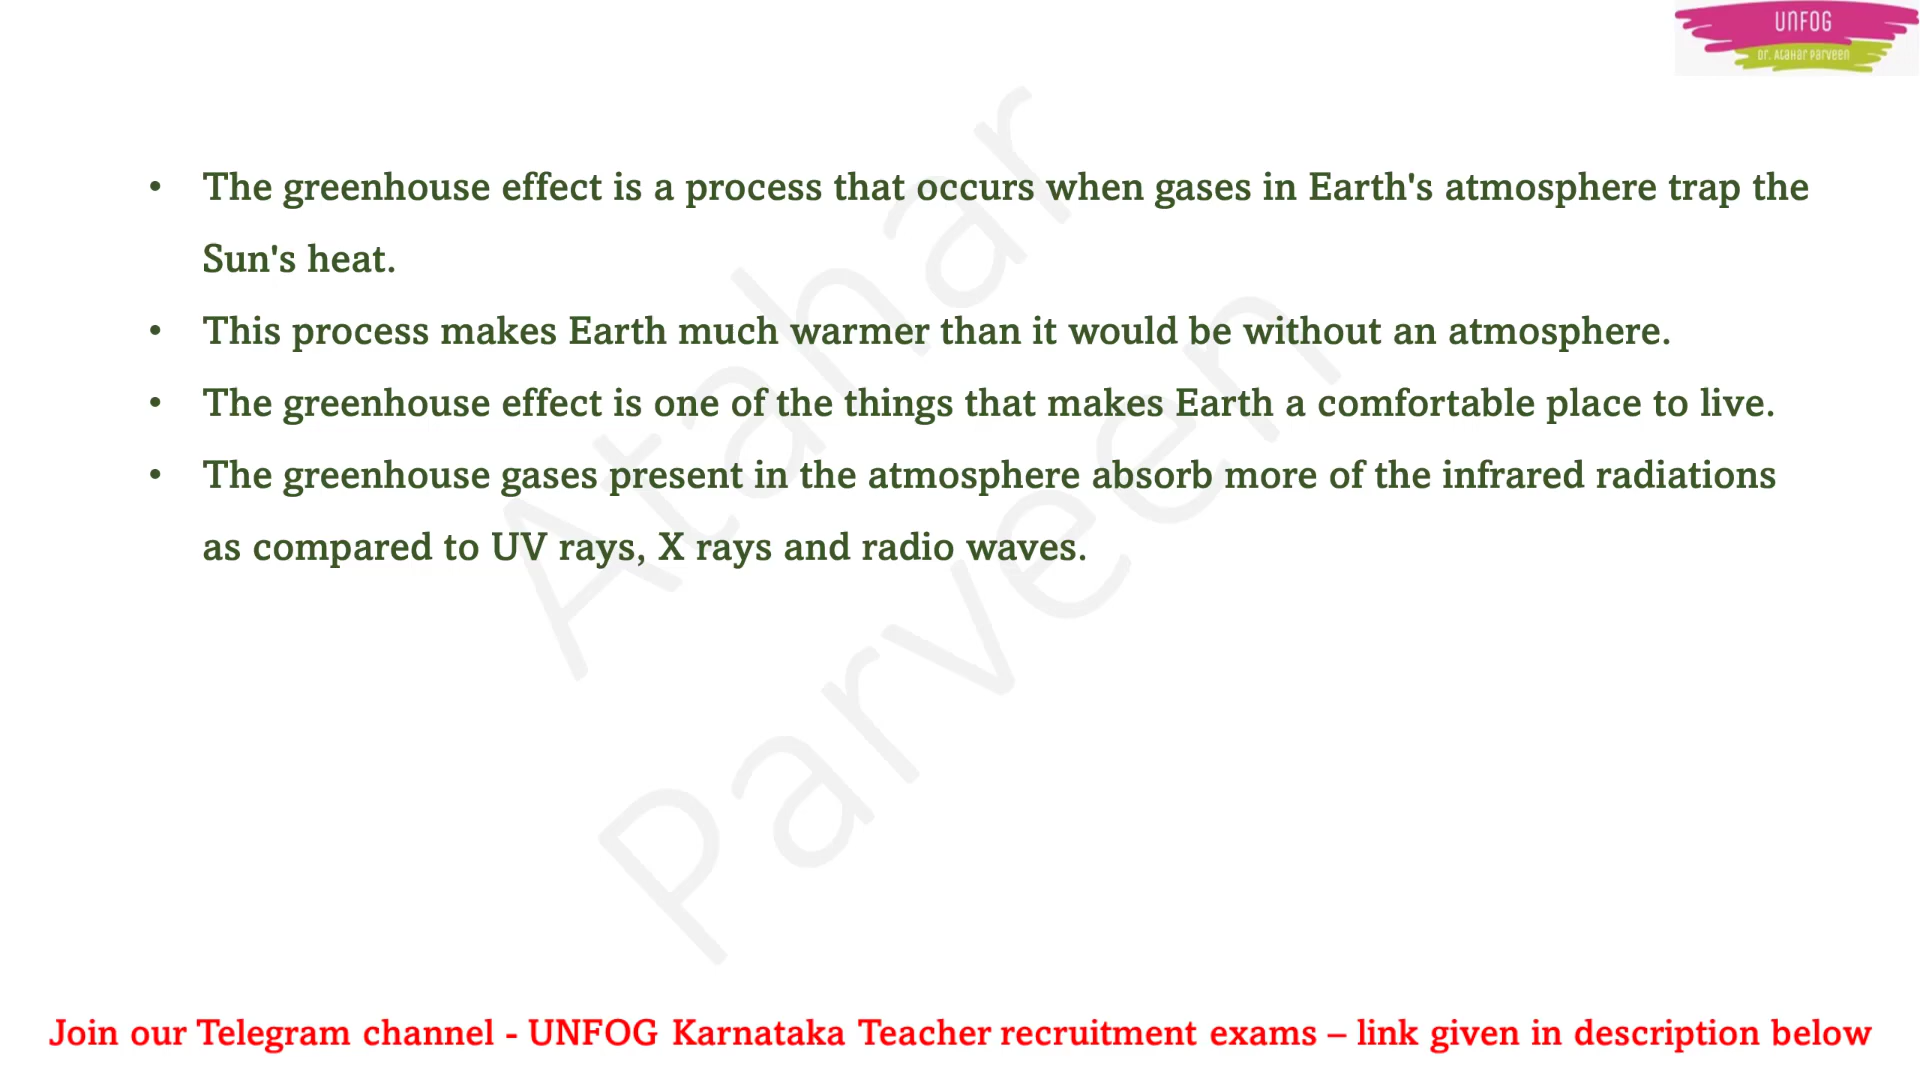 UNFOG
Dr. Atahar Parveen
• The greenhouse effect is a process that occurs when gases in Earth's atmosphere trap the
Sun's heat.
• This process makes Earth much warmer than it would be without an atmosphere.
• The greenhouse effect is one of the things that makes Earth a comfortable place to live.
• The greenhouse gases present in the atmosphere absorb more of the infrared radiations
as compared to UV rays, X rays and radio waves.
Atahar
Parveen
Join our Telegram channel - UNFOG Karnataka Teacher recruitment exams – link given in description below